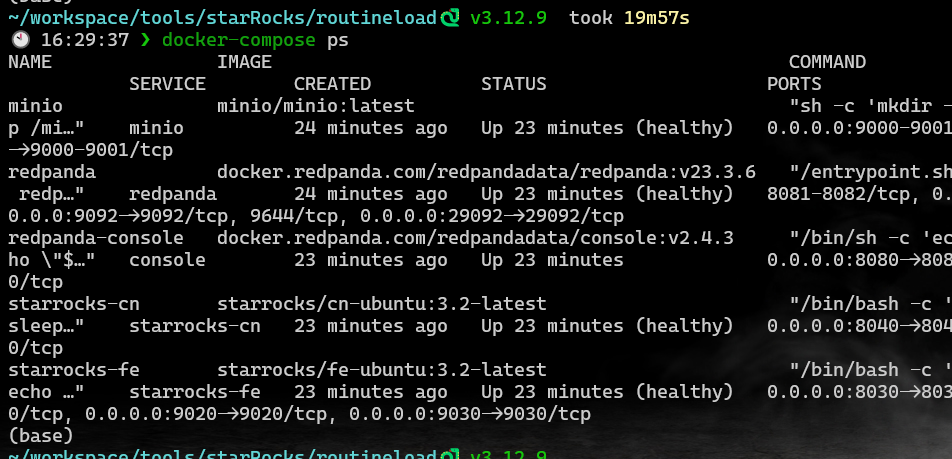 (base)
~/workspace/tools/starRocks/routineload v3.12.9 took 19m57s
16:29:37 ❯ docker-compose ps
NAME IMAGE COMMAND
SERVICE CREATED STATUS PORTS
minio minio/minio:latest "sh -c 'mkdir -
p /mi…" minio 24 minutes ago Up 23 minutes (healthy) 0.0.0.0:9000-9001
->9000-9001/tcp
redpanda docker.redpanda.com/redpandadata/redpanda:v23.3.6 "/entrypoint.sh
redp…" redpanda 24 minutes ago Up 23 minutes (healthy) 8081-8082/tcp, 0.
0.0.0:9092->9092/tcp, 9644/tcp, 0.0.0.0:29092->29092/tcp
redpanda-console docker.redpanda.com/redpandadata/console:v2.4.3 "/bin/sh -c 'ec
ho \"$…" console 23 minutes ago Up 23 minutes 0.0.0.0:8080->808
0/tcp
starrocks-cn starrocks/cn-ubuntu:3.2-latest "/bin/bash -c '
sleep…" starrocks-cn 23 minutes ago Up 23 minutes (healthy) 0.0.0.0:8040->804
0/tcp
starrocks-fe starrocks/fe-ubuntu:3.2-latest "/bin/bash -c '
echo …" starrocks-fe 23 minutes ago Up 23 minutes (healthy) 0.0.0.0:8030->803
0/tcp, 0.0.0.0:9020->9020/tcp, 0.0.0.0:9030->9030/tcp
(base)
~/workspace/tools/starRocks/routineload v3.12.9